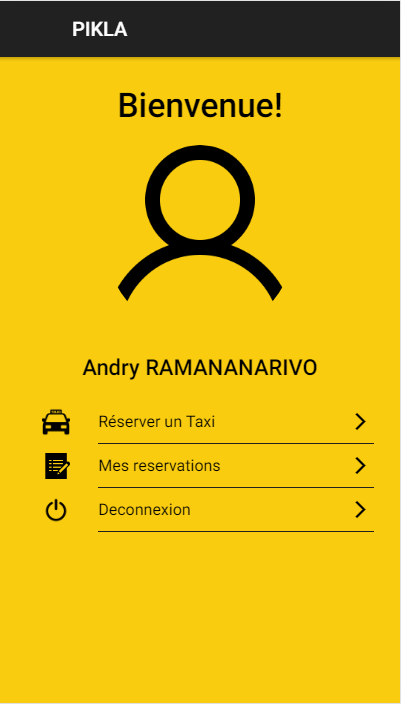 PIKLA
Bienvenue!
Andry RAMANANARIVO
Réserver un Taxi
Mes reservations
Deconnexion